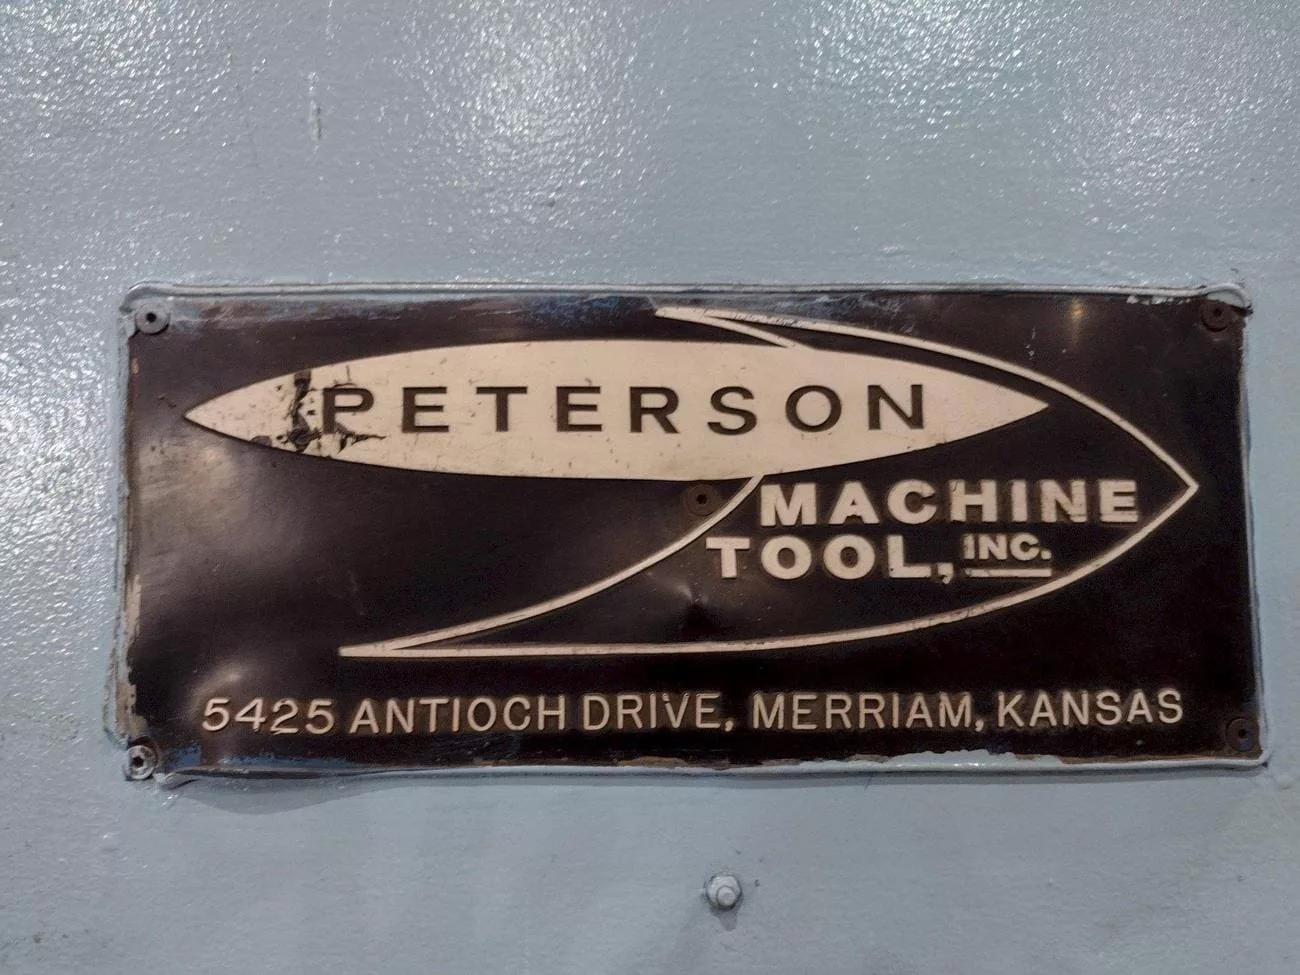 PETERSON
MACHINE
TOOL, INC.
5425 ANTIOCH DRIVE, MERRIAM, KANSAS